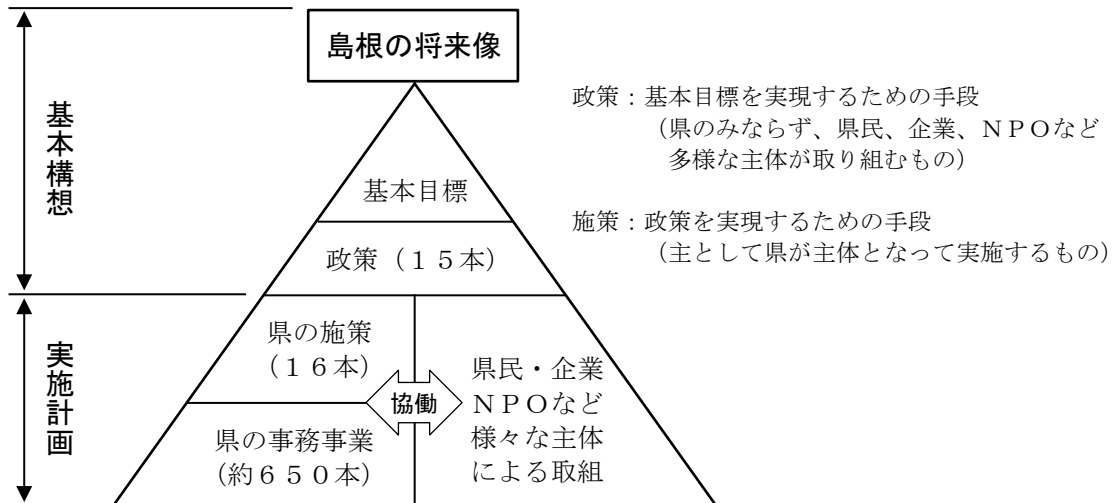 島根の将来像
基本構想
基本目標
政策（１５本）
政策：基本目標を実現するための手段
（県のみならず、県民、企業、ＮＰＯなど
多様な主体が取り組むもの）
施策：政策を実現するための手段
（主として県が主体となって実施するもの）
実施計画
県の施策
（１６本）
協働
県の事務事業
（約６５０本）
県民・企業
ＮＰＯなど
様々な主体
による取組